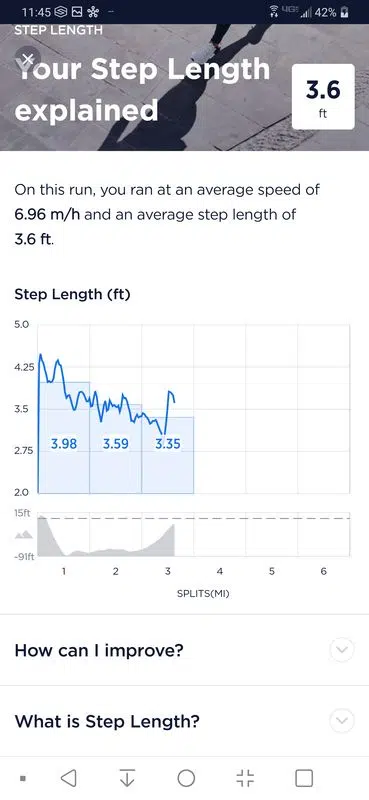 11:45
4GE
42%
STEP LENGTH
Your Step Length
explained
3.6
ft
On this run, you ran at an average speed of
6.96 m/h and an average step length of
3.6 ft.
Step Length (ft)
5.0
4.25
3.5
2.75
2.0
3.98
3.59
3.35
15ft
-91ft
1
2
3
4
5
6
SPLITS(MI)
How can I improve?
What is Step Length?